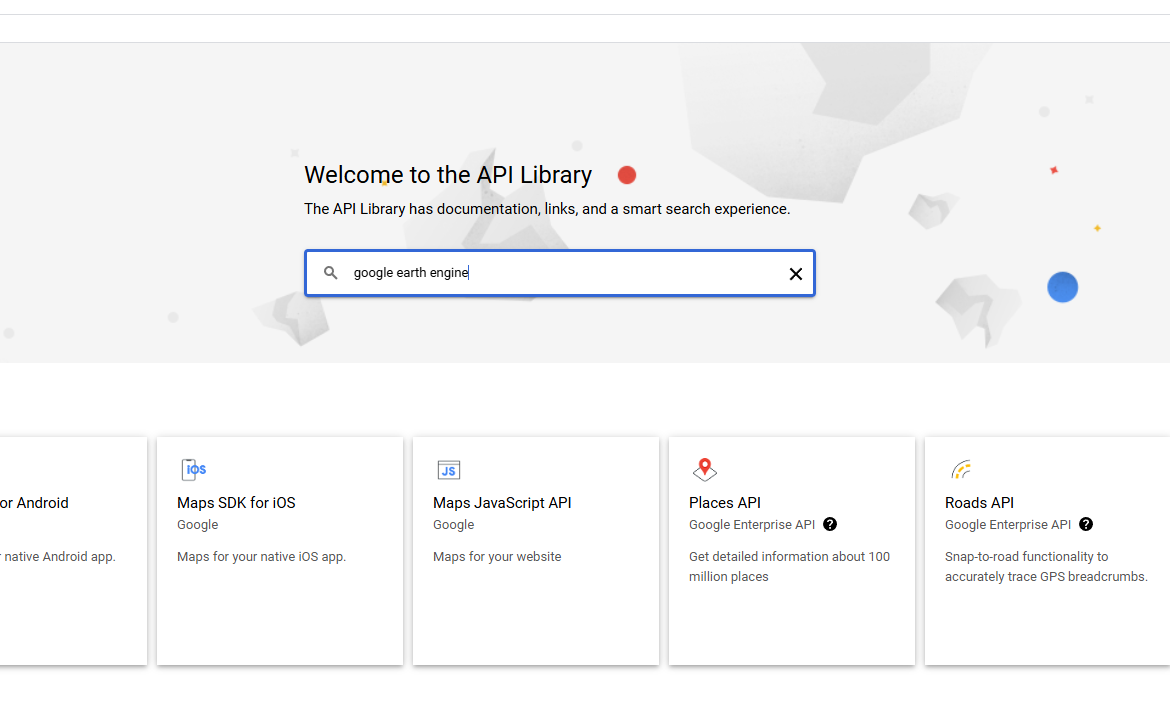 Welcome to the API Library
The API Library has documentation, links, and a smart search experience.
google earth engine
or Android
native Android app.
iOS
Maps SDK for iOS
Google
Maps for your native iOS app.
JS
Maps JavaScript API
Google
Maps for your website
Places API
Google Enterprise API ?
Get detailed information about 100
million places
Roads API
Google Enterprise API ?
Snap-to-road functionality to
accurately trace GPS breadcrumbs.